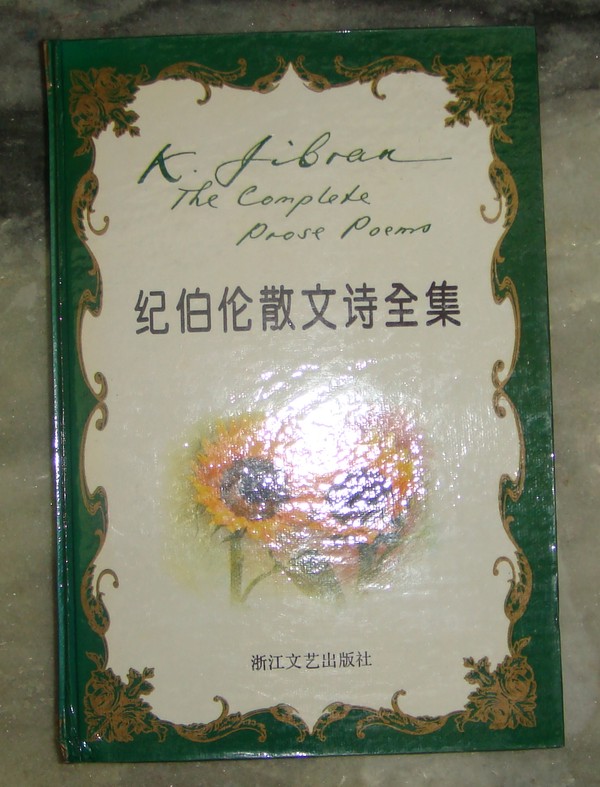 K. Jibran
The Complete
Prose Poems
纪伯伦散文诗全集
浙江文艺出版社